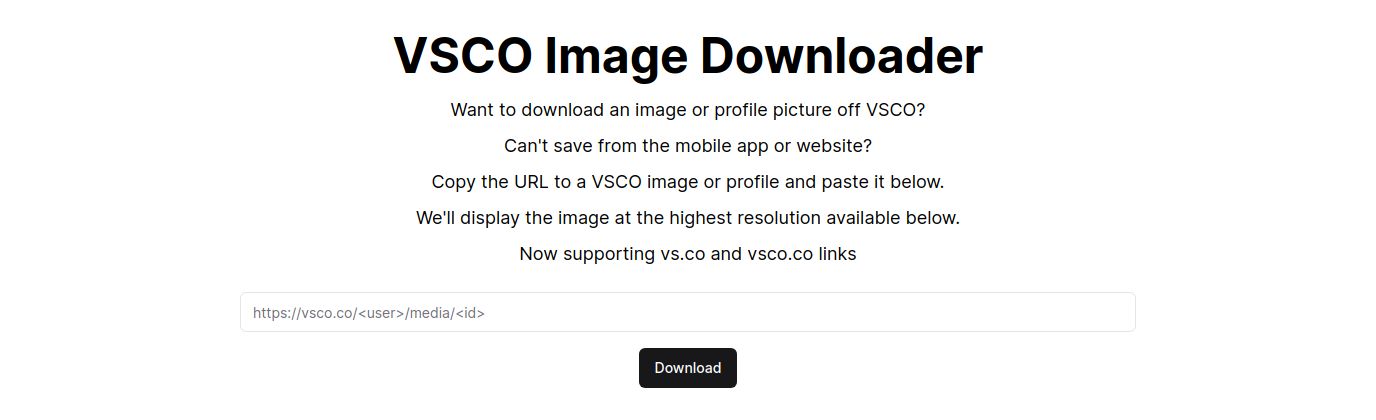 VSCO Image Downloader
Want to download an image or profile picture off VSCO?
Can't save from the mobile app or website?
Copy the URL to a VSCO image or profile and paste it below.
We'll display the image at the highest resolution available below.
Now supporting vs.co and vsco.co links
https://vsco.co/<user>/media/<id>
Download